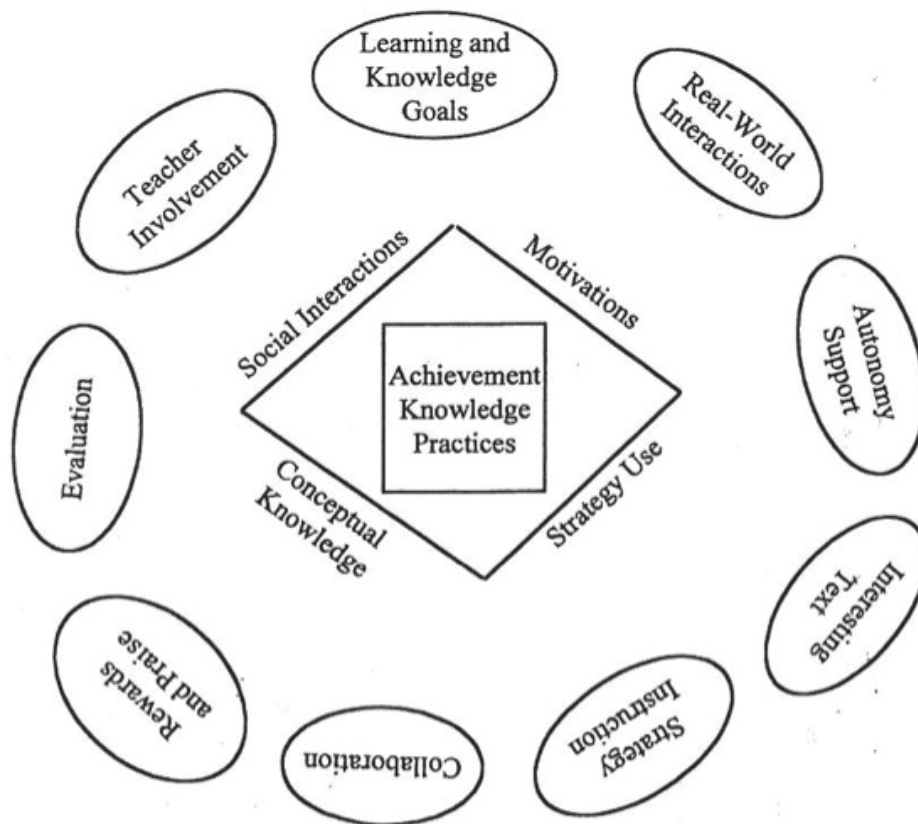 Learning and
Knowledge
Goals
Real-World
Interactions
Autonomy
Support
Interesting
Text
Strategy
Instruction
Collaboration
Rewards
and Praise
Evaluation
Teacher
Involvement
Social Interactions
Motivations
Strategy Use
Conceptual
Knowledge
Achievement
Knowledge
Practices